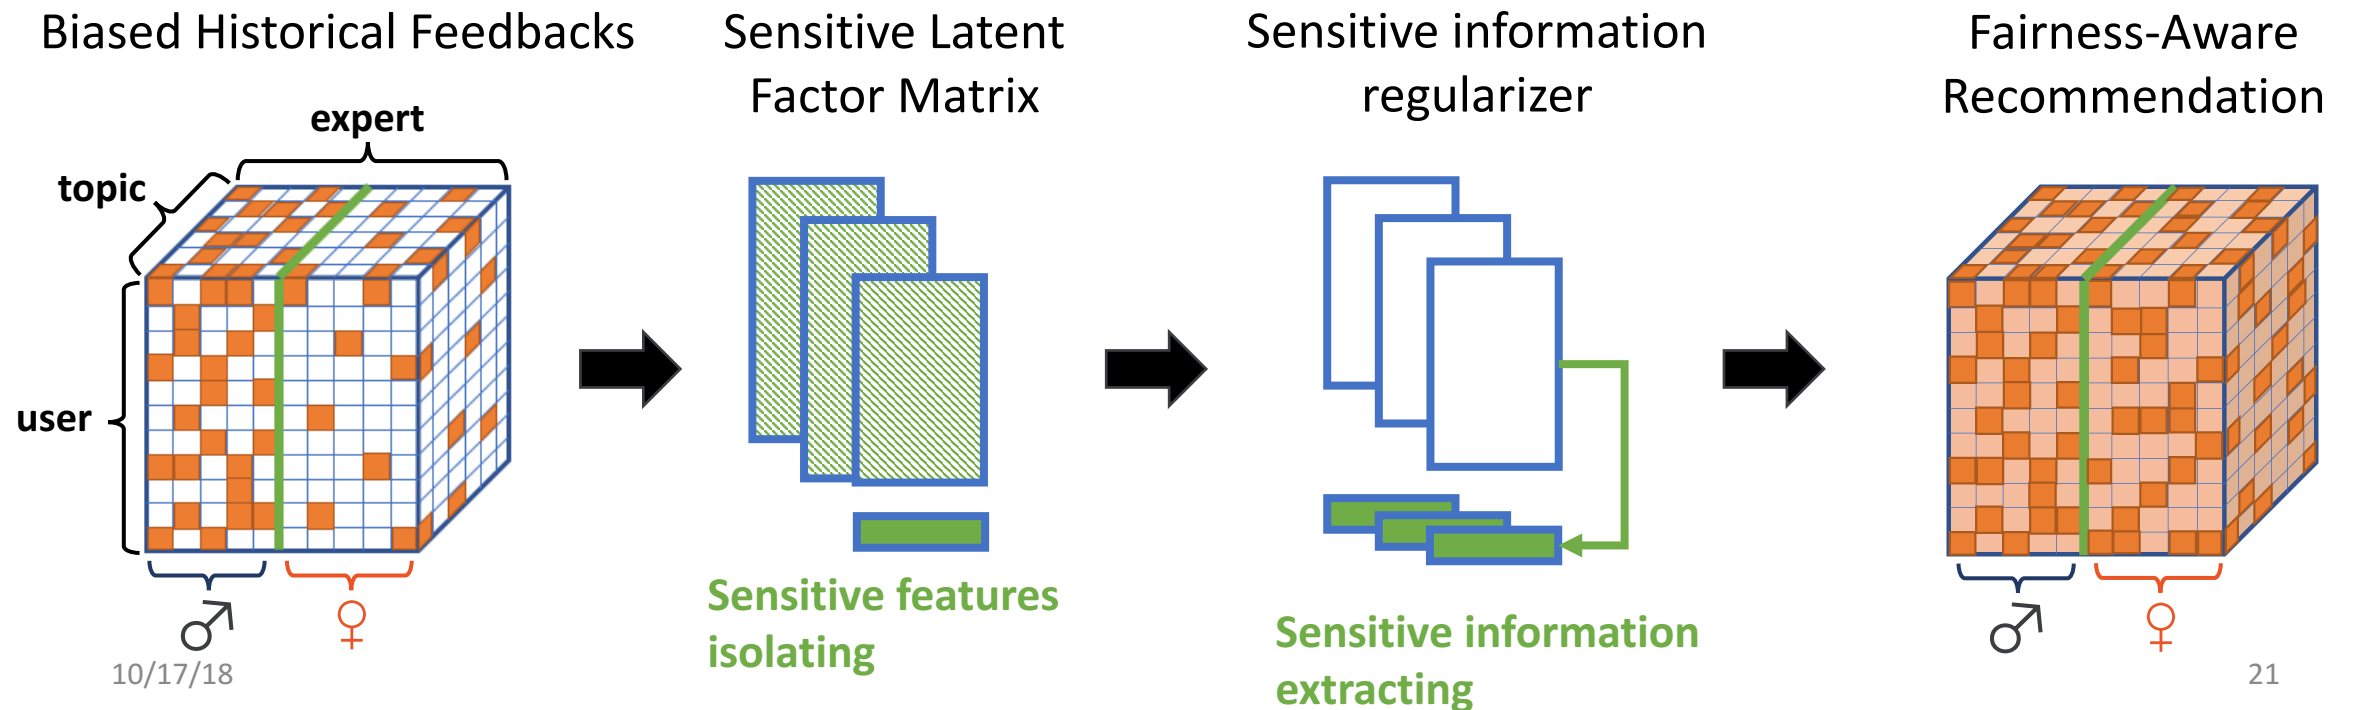 Biased Historical Feedbacks
Sensitive Latent
Factor Matrix
Sensitive information
regularizer
Fairness-Aware
Recommendation
expert
topic
user
♂
♀
Sensitive features
isolating
Sensitive information
extracting
♂
♀
10/17/18
21